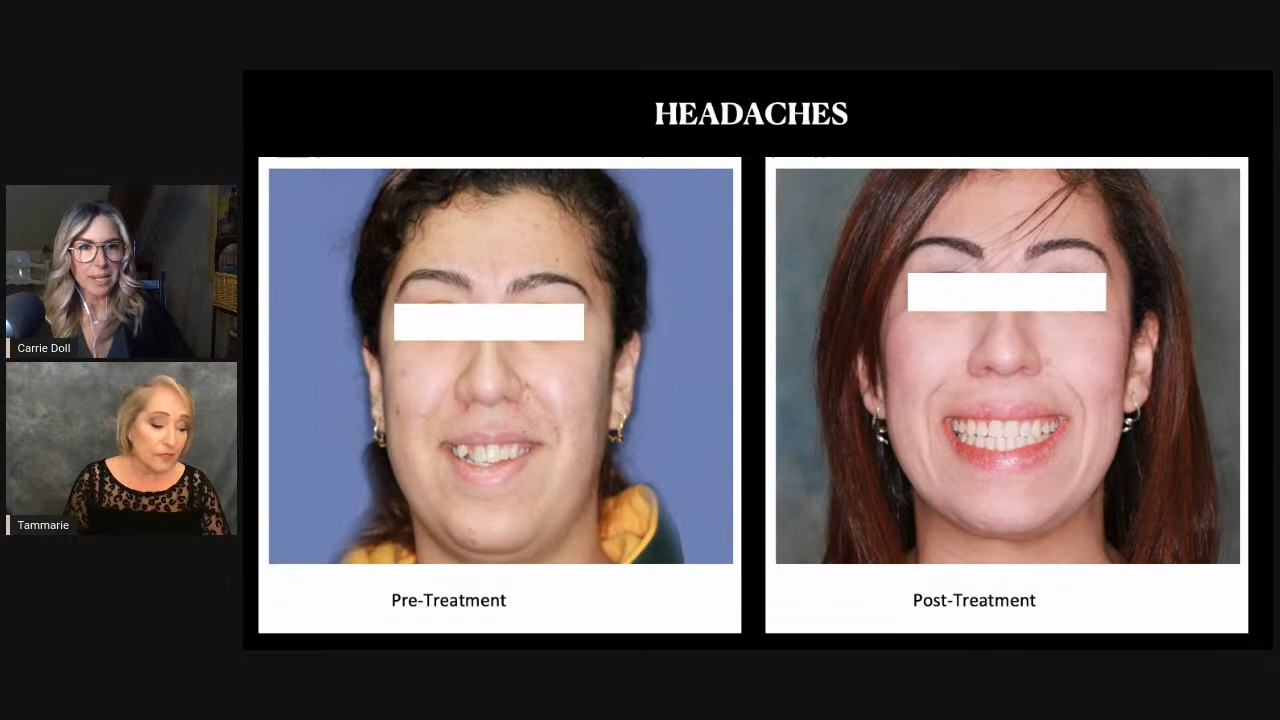 HEADACHES
Carrie Doll
Tammarie
Pre-Treatment
Post-Treatment